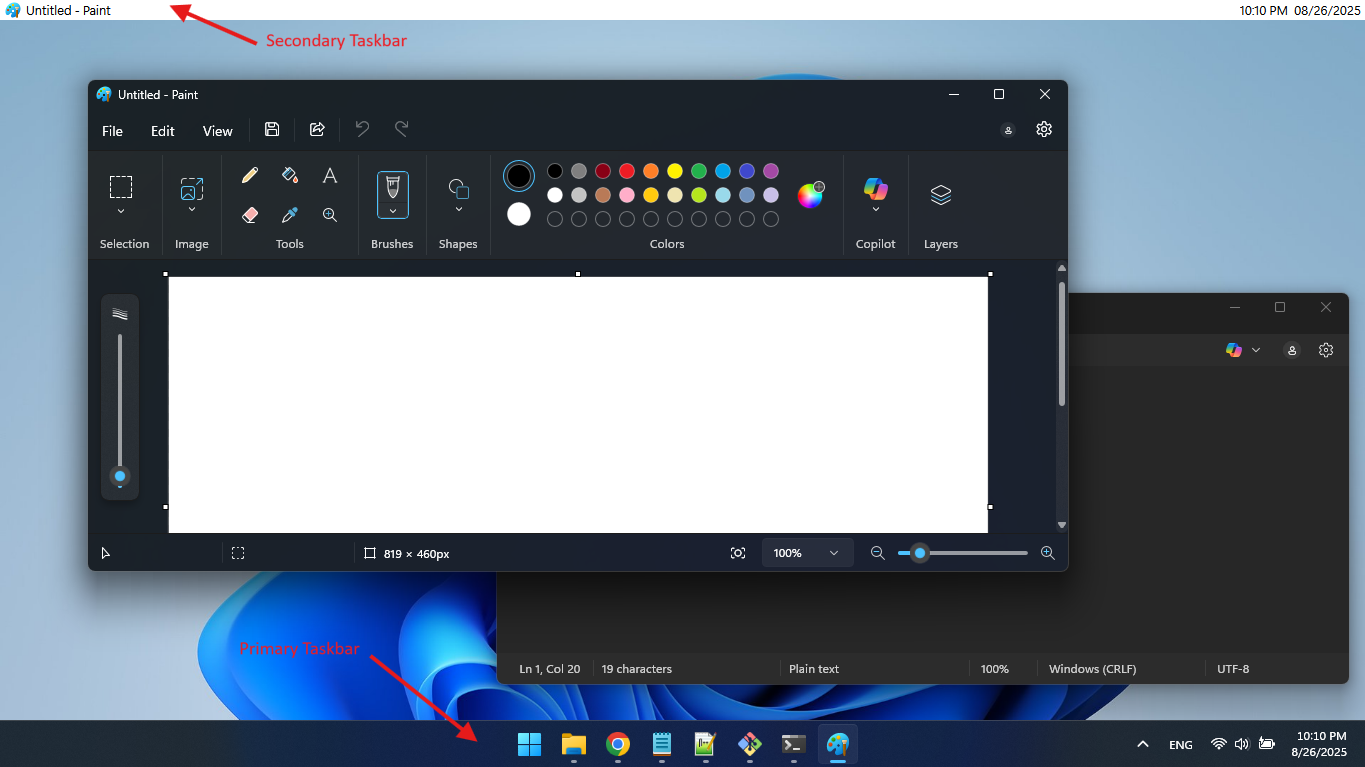 Untitled - Paint
10:10 PM 08/26/2025
Secondary Taskbar
Untitled - Paint
File Edit View
Selection Image Tools Brushes Shapes Colors Copilot Layers
819 × 460px
100%
Primary Taskbar
Ln 1, Col 20 19 characters Plain text 100% Windows (CRLF) UTF-8
ENG
10:10 PM
8/26/2025